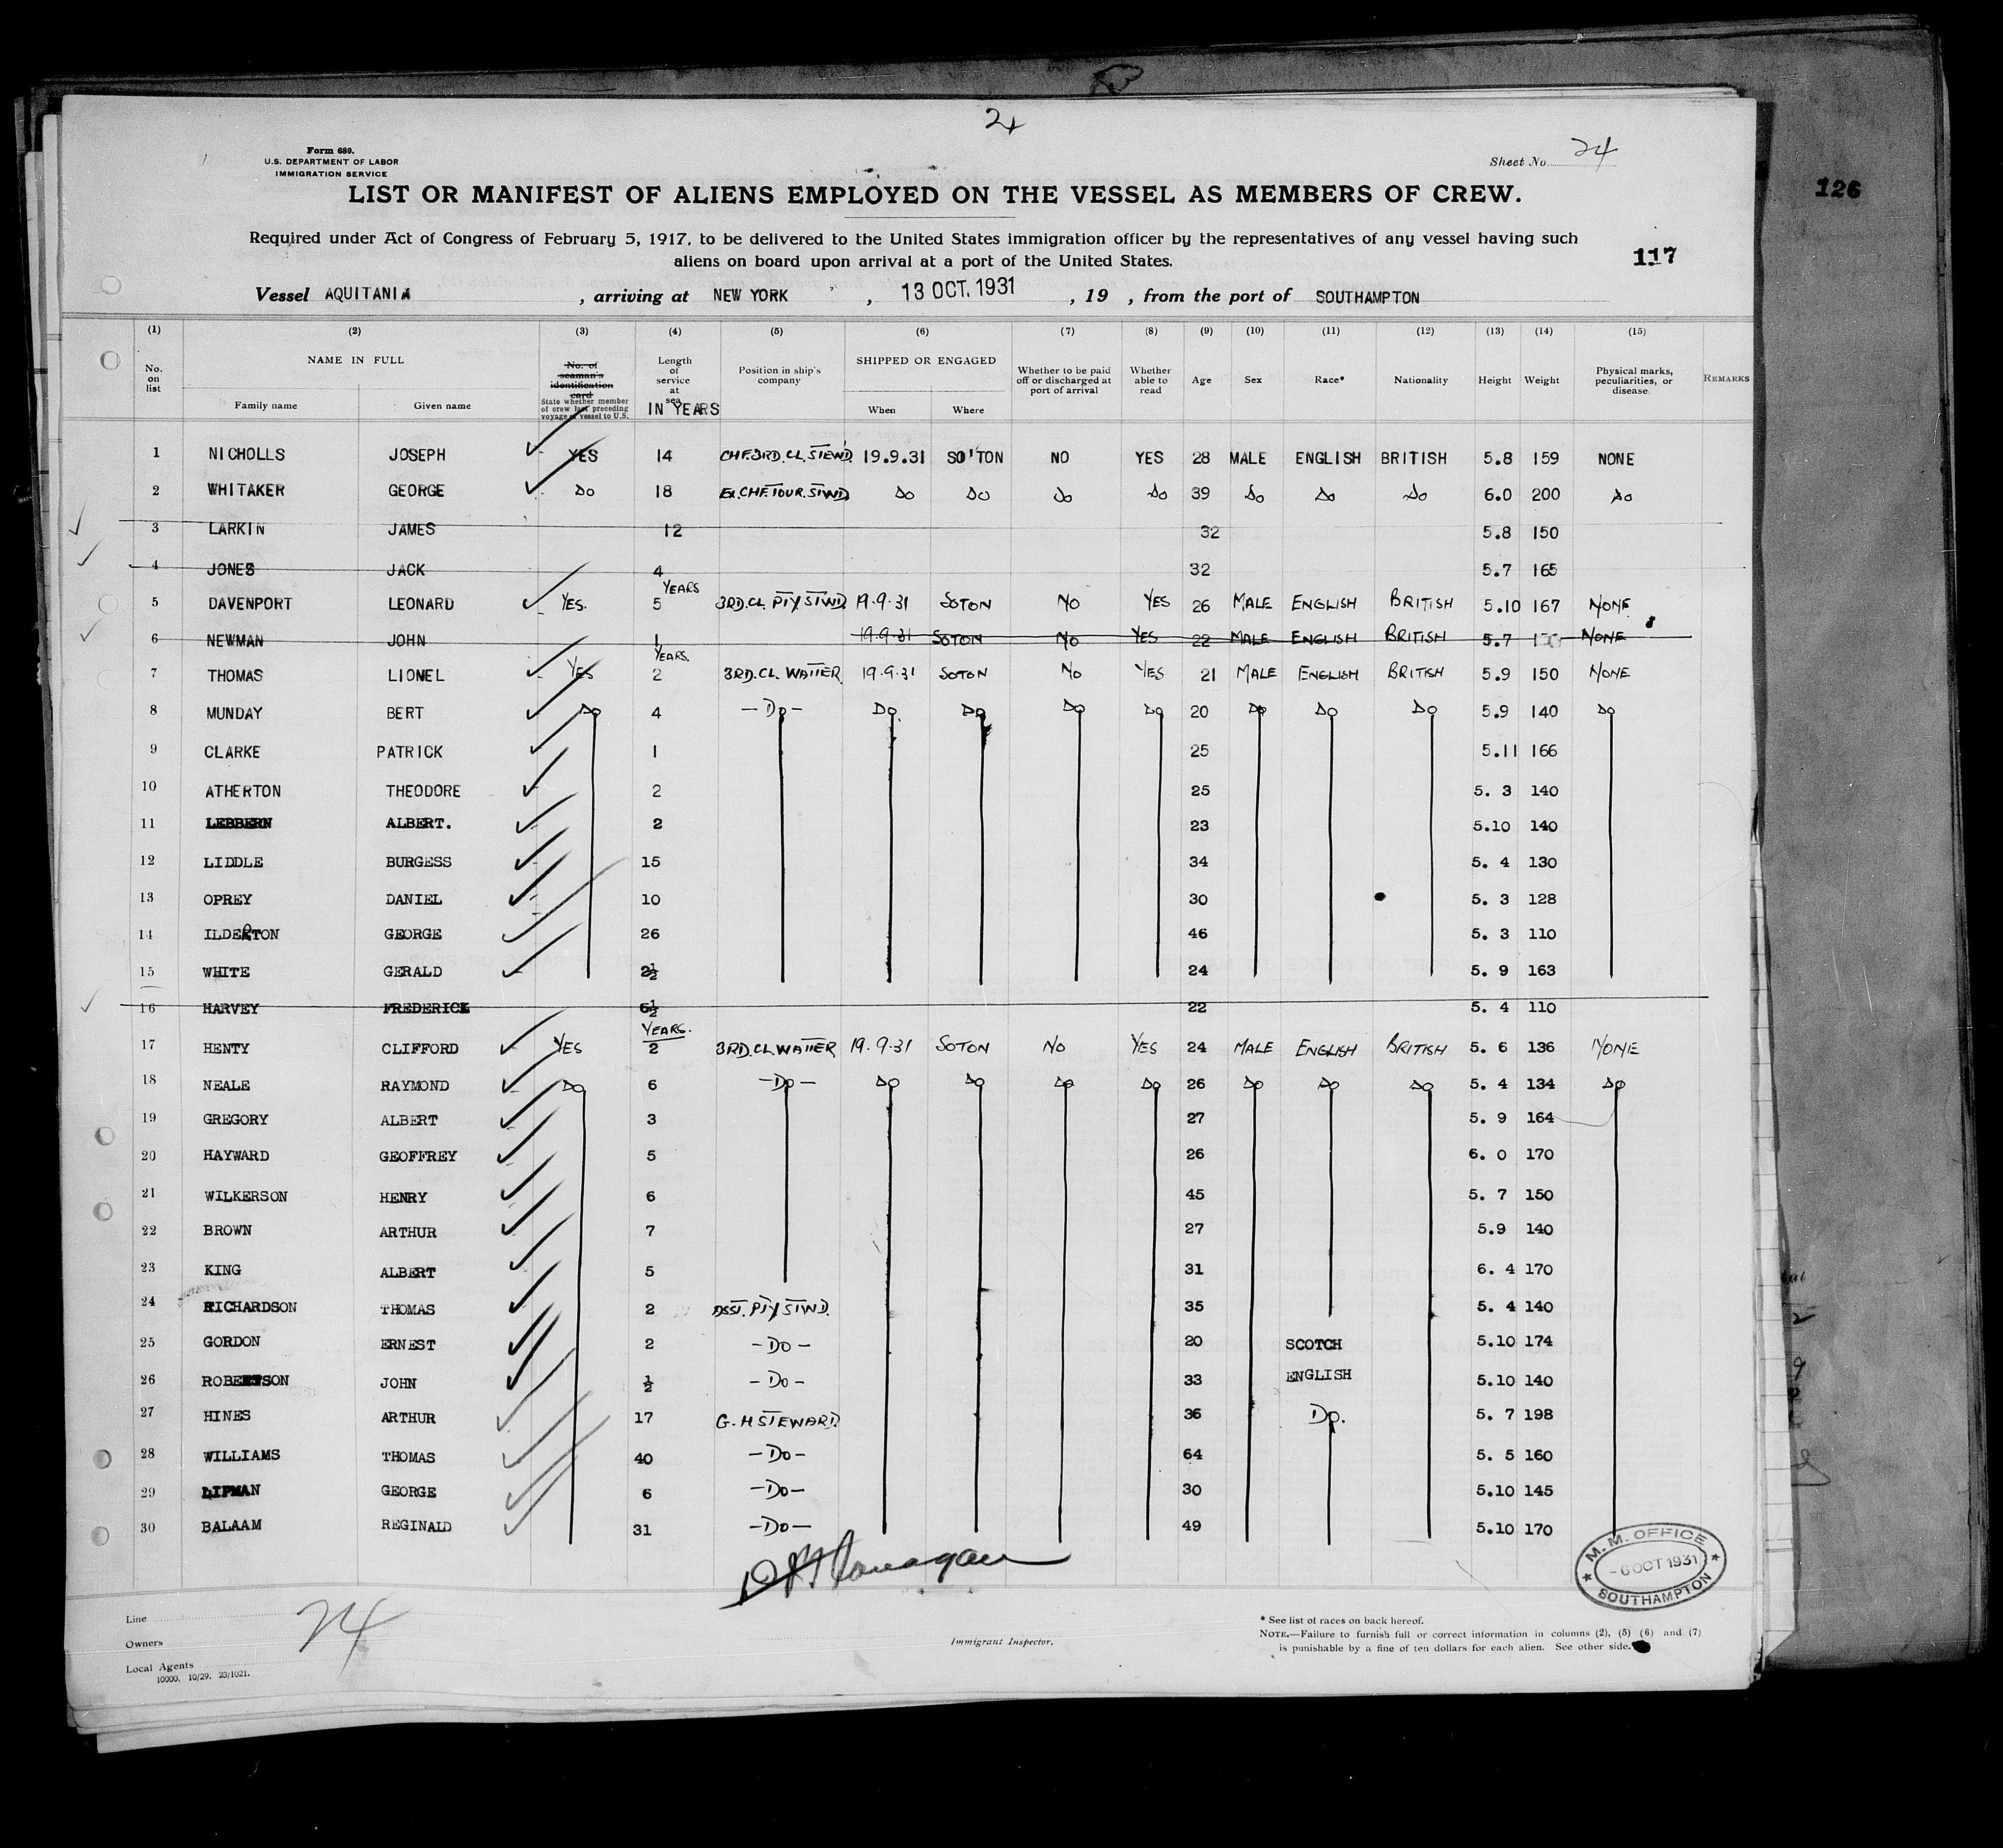 24
Form 680.
U.S. DEPARTMENT OF LABOR
IMMIGRATION SERVICE
Sheet No. 24
LIST OR MANIFEST OF ALIENS EMPLOYED ON THE VESSEL AS MEMBERS OF CREW.
126
Required under Act of Congress of February 5, 1917, to be delivered to the United States immigration officer by the representatives of any vessel having such
aliens on board upon arrival at a port of the United States.
117
Vessel AQUITANIA, arriving at NEW YORK, 13 OCT. 1931, 19 , from the port of SOUTHAMPTON
(1) (2) (3) (4) (5) (6) (7) (8) (9) (10) (11) (12) (13) (14) (15)
No. on list NAME IN FULL Family name Given name No. of seaman's identification card State whether member of crew last preceding voyage of vessel to U.S. Length of service at sea IN YEARS Position in ship's company SHIPPED OR ENGAGED When Where Whether to be paid off or discharged at port of arrival Whether able to read Age Sex Race* Nationality Height Weight Physical marks, peculiarities, or disease. REMARKS
1 NICHOLLS JOSEPH YES 14 CHF.3RD.CL.STEWD. 19.9.31 SO'TON NO YES 28 MALE ENGLISH BRITISH 5.8 159 NONE
2 WHITAKER GEORGE DO 18 Ex.CHF.TOUR.STWD. DO DO DO DO 39 DO DO DO 6.0 200 DO
3 LARKIN JAMES 12 32 5.8 150
4 JONES JACK 4 32 5.7 165
5 DAVENPORT LEONARD YES. YEARS 5 3RD.CL. PTY STWD. 19.9.31 SOTON NO YES 26 MALE ENGLISH BRITISH 5.10 167 NONE
6 NEWMAN JOHN 1 19.9.31 SOTON NO YES 22 MALE ENGLISH BRITISH 5.7 NONE
7 THOMAS LIONEL YES YEARS. 2 3RD.CL. WAITER. 19.9.31 SOTON NO YES 21 MALE ENGLISH BRITISH 5.9 150 NONE
8 MUNDAY BERT DO 4 -DO- DO. DO DO DO 20 DO DO DO 5.9 140 DO
9 CLARKE PATRICK 1 25 5.11 166
10 ATHERTON THEODORE 2 25 5. 3 140
11 LEBBERN ALBERT. 2 23 5.10 140
12 LIDDLE BURGESS 15 34 5. 4 130
13 OPREY DANIEL 10 30 5. 3 128
14 ILDERTON GEORGE 26 46 5. 3 110
15 WHITE GERALD 2½ 24 5. 9 163
16 HARVEY FREDERICK 6½ 22 5. 4 110
17 HENTY CLIFFORD YES YEARS. 2 3RD.CL.WAITER 19.9.31 SOTON NO YES 24 MALE ENGLISH BRITISH 5. 6 136 NONE
18 NEALE RAYMOND DO 6 -DO- DO DO DO DO 26 DO DO DO 5. 4 134 DO
19 GREGORY ALBERT 3 27 5. 9 164
20 HAYWARD GEOFFREY 5 26 6. 0 170
21 WILKERSON HENRY 6 45 5. 7 150
22 BROWN ARTHUR 7 27 5.9 140
23 KING ALBERT 5 31 6. 4 170
24 RICHARDSON THOMAS 2 ASST. PTY STWD. 35 5. 4 140
25 GORDON ERNEST 2 -DO- 20 SCOTCH 5.10 174
26 ROBERTSON JOHN ½ -DO- 33 ENGLISH 5.10 140
27 HINES ARTHUR 17 G.H STEWARD. 36 DO. 5. 7 198
28 WILLIAMS THOMAS 40 -DO- 64 5. 5 160
29 LIPMAN GEORGE 6 -DO- 30 5.10 145
30 BALAAM REGINALD 31 -DO- 49 5.10 170
M.M. OFFICE
-6 OCT 1931
SOUTHAMPTON
Line
Owners
Local Agents
10000. 10/29. 23/1021.
24
Immigrant Inspector.
* See list of races on back hereof.
NOTE.—Failure to furnish full or correct information in columns (2), (5) (6) and (7)
is punishable by a fine of ten dollars for each alien. See other side.